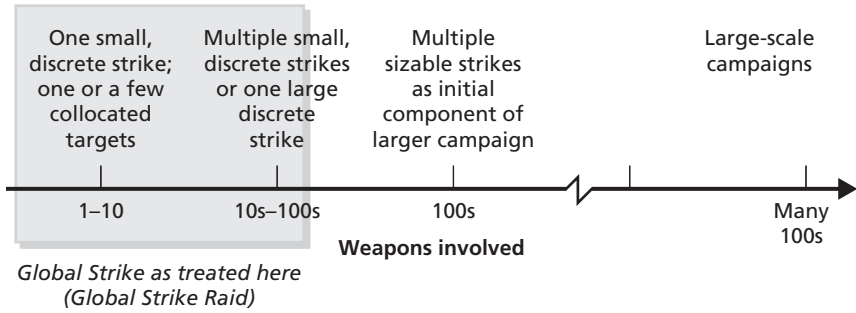 One small,
discrete strike;
one or a few
collocated
targets
Multiple small,
discrete strikes
or one large
discrete
strike
Multiple
sizable strikes
as initial
component of
larger campaign
Large-scale
campaigns
1–10
10s–100s
100s
Many
100s
Weapons involved
Global Strike as treated here
(Global Strike Raid)